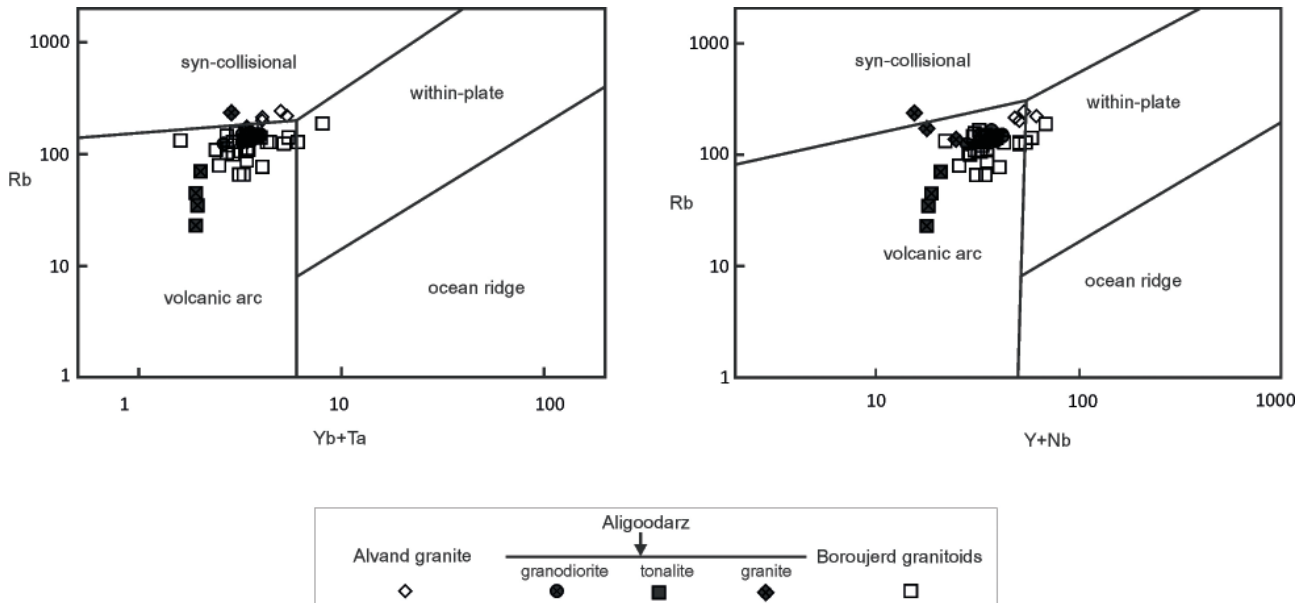 1000
syn-collisional
within-plate
100
Rb
10
volcanic arc
ocean ridge
1
1
10
100
Yb+Ta
1000
syn-collisional
within-plate
100
Rb
volcanic arc
10
ocean ridge
1
10
100
1000
Y+Nb
Aligoodarz
Alvand granite
Boroujerd granitoids
granodiorite tonalite granite